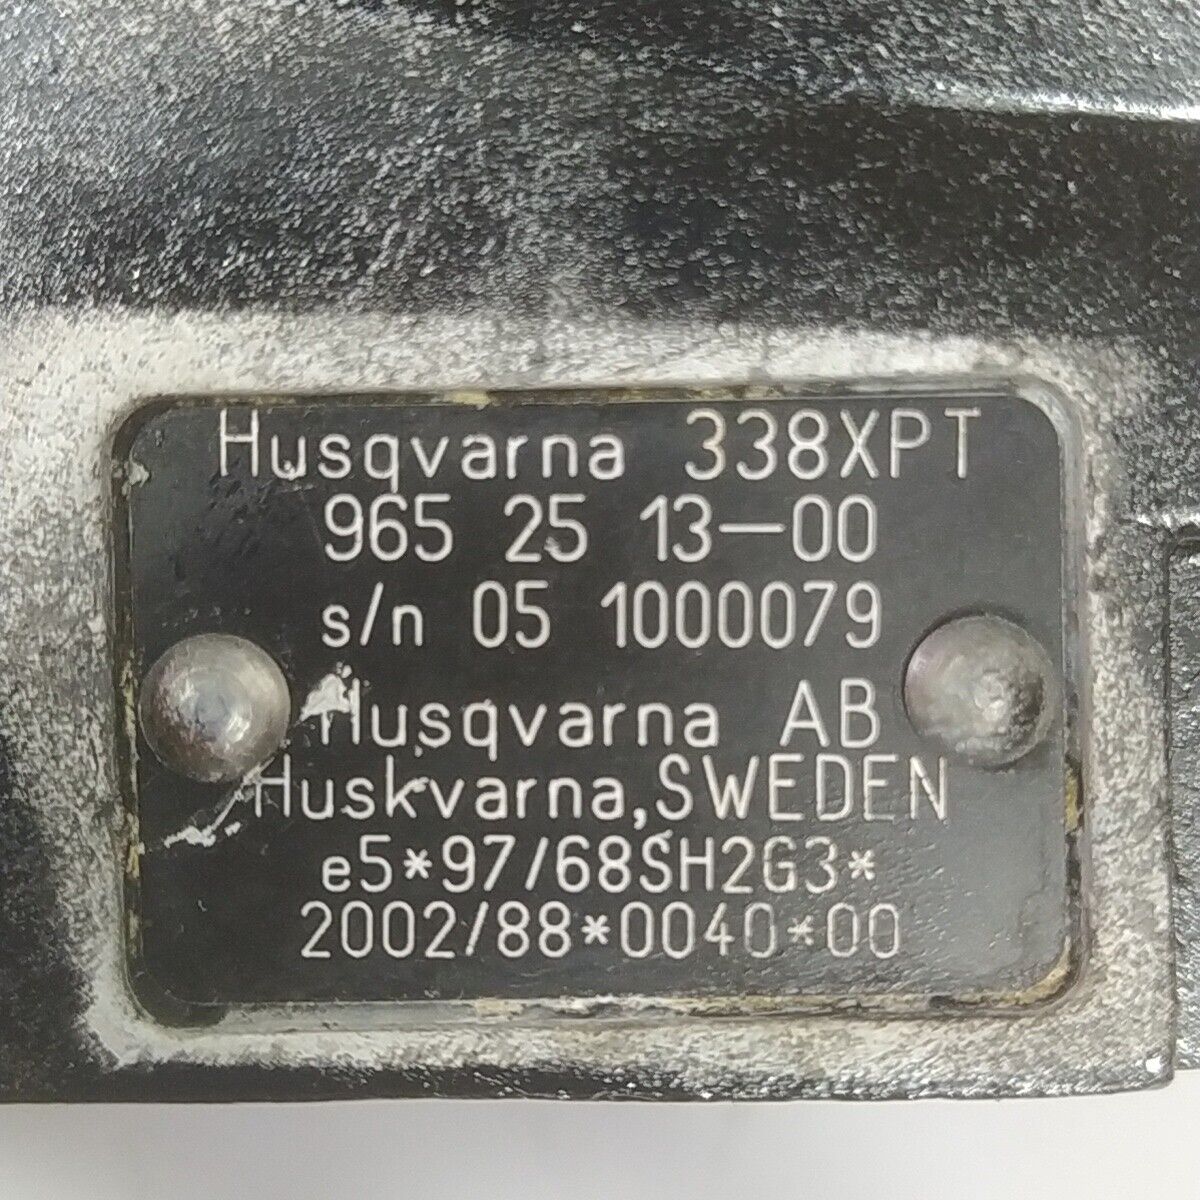 Husqvarna 338XPT
965 25 13-00
s/n 05 1000079
Husqvarna AB
Huskvarna, SWEDEN
e5*97/68SH2G3*
2002/88*0040*00